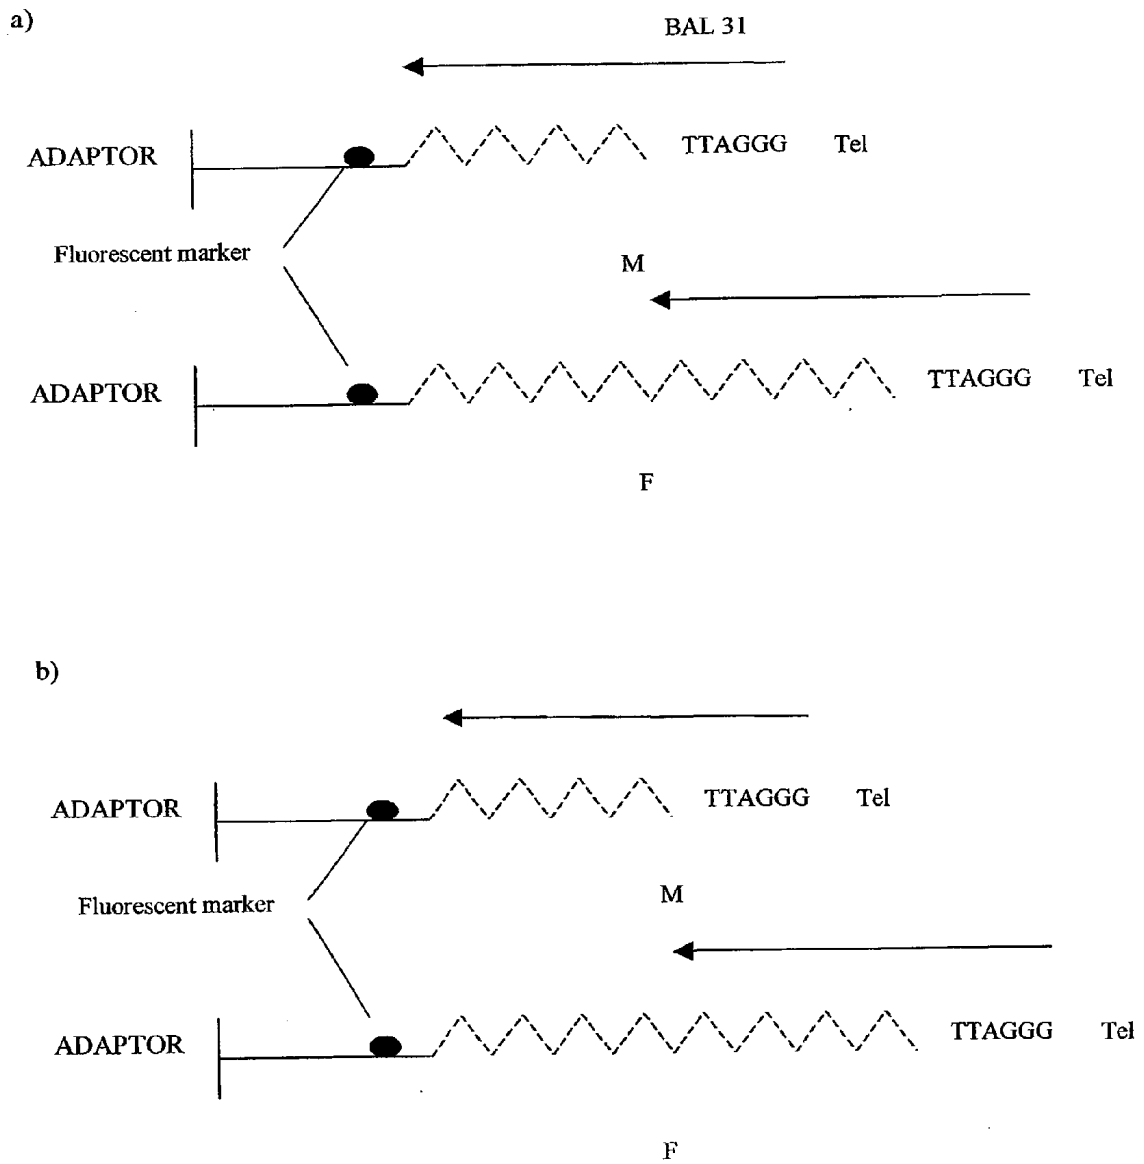 a)
BAL 31
ADAPTOR TTAGGG Tel
Fluorescent marker
M
ADAPTOR TTAGGG Tel
F
b)
ADAPTOR TTAGGG Tel
Fluorescent marker
M
ADAPTOR TTAGGG Tel
F